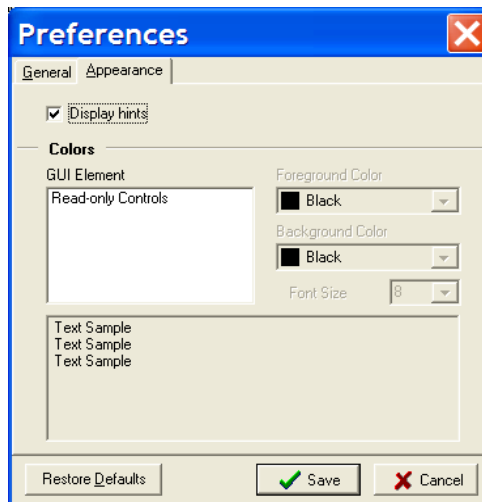 Preferences
General
Appearance
Display hints
Colors
GUI Element
Foreground Color
Read-only Controls
Black
Background Color
Black
Font Size
8
Text Sample
Text Sample
Text Sample
Restore Defaults
Save
Cancel